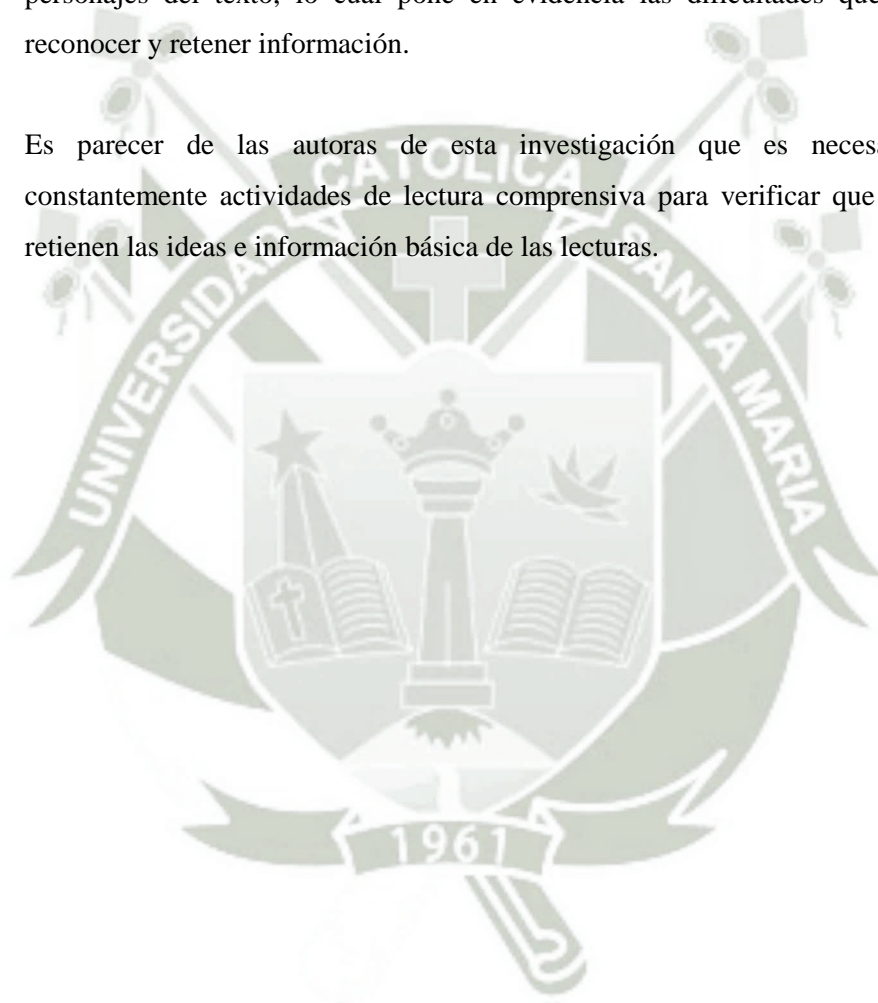 personajes del texto, lo cual pone en evidencia las dificultades que
reconocer y retener información.
Es parecer de las autoras de esta investigación que es
constantemente actividades de lectura comprensiva para verificar que
retienen las ideas e información básica de las lecturas.
UNIVERSIDAD CATOLICA SANTA MARIA
1961